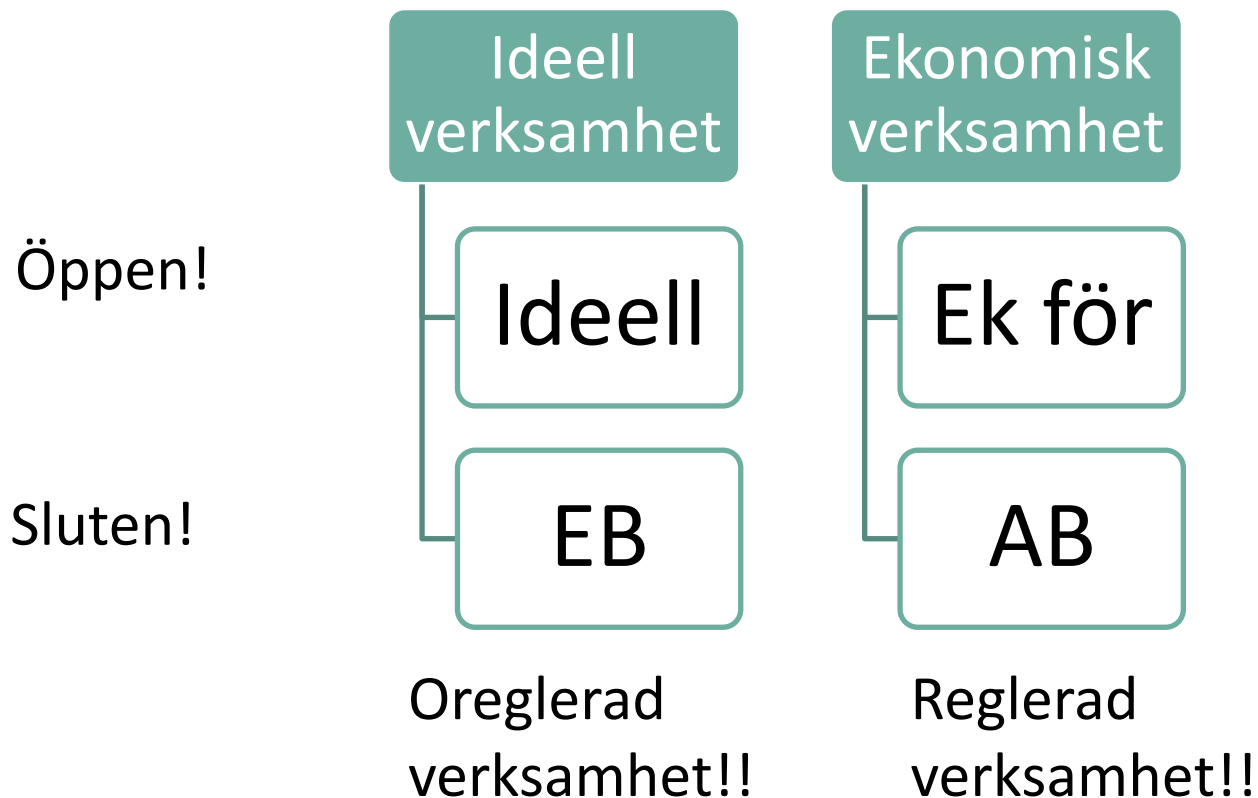 Ideell
verksamhet
Ekonomisk
verksamhet
Öppen!
Ideell
Ek för
Sluten!
EB
AB
Oreglerad
verksamhet!!
Reglerad
verksamhet!!